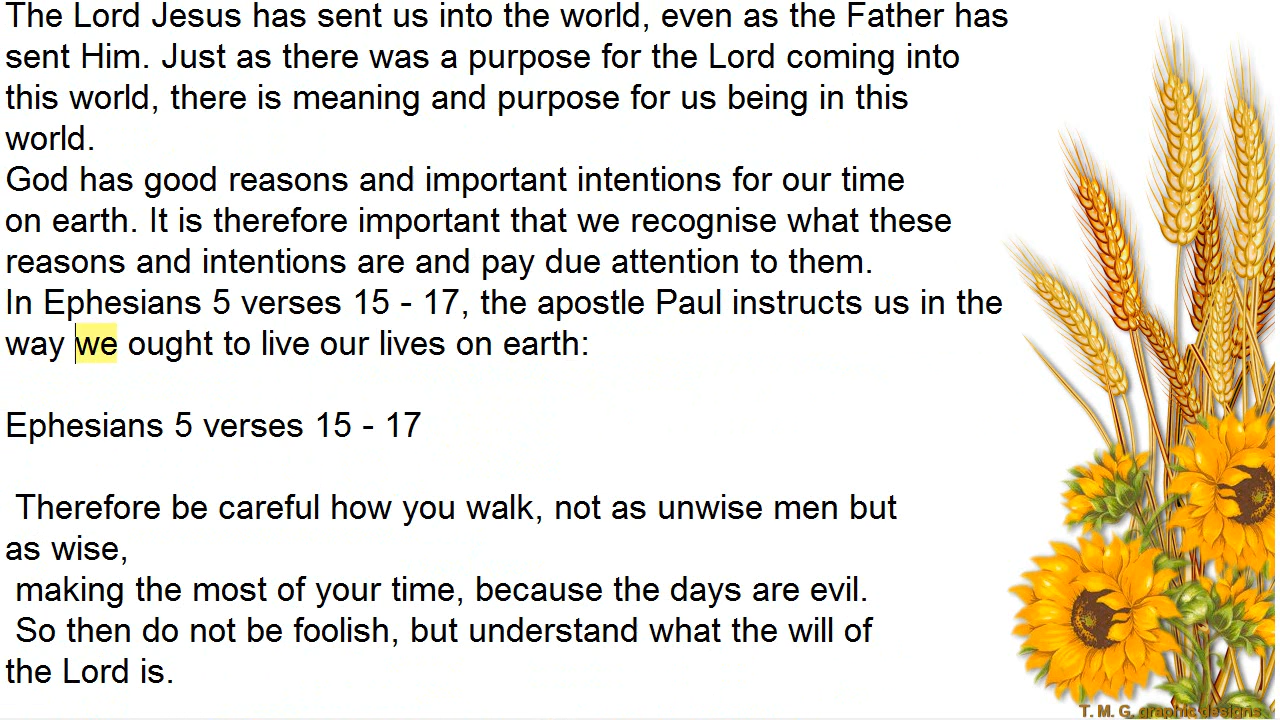 The Lord Jesus has sent us into the world, even as the Father has
sent Him. Just as there was a purpose for the Lord coming into
this world, there is meaning and purpose for us being in this
world.
God has good reasons and important intentions for our time
on earth. It is therefore important that we recognise what these
reasons and intentions are and pay due attention to them.
In Ephesians 5 verses 15 - 17, the apostle Paul instructs us in the
way we ought to live our lives on earth:
Ephesians 5 verses 15 - 17
Therefore be careful how you walk, not as unwise men but
as wise,
making the most of your time, because the days are evil.
So then do not be foolish, but understand what the will of
the Lord is.
T. M. G. graphic designs